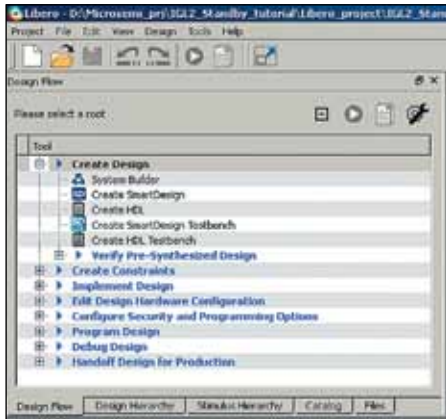 Libero - D:\Microsemi_prj\IGL2_Standby_Tutorial\Libero_project\IGL2_Stan
Project File Edit View Design Tools Help
Design Flow
Please select a root
Tool
Create Design
System Builder
Create SmartDesign
Create HDL
Create SmartDesign Testbench
Create HDL Testbench
Verify Pre-Synthesized Design
Create Constraints
Implement Design
Edit Design Hardware Configuration
Configure Security and Programming Options
Program Design
Debug Design
Handoff Design for Production
Design Flow Design Hierarchy Stimulus Hierarchy Catalog Files